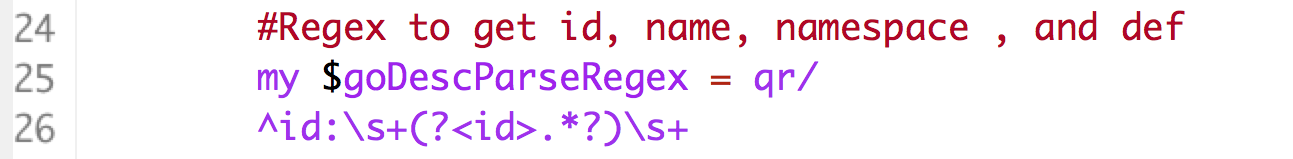 24 #Regex to get id, name, namespace , and def
25 my $goDescParseRegex = qr/
26 ^id:\s+(?<id>.*?)\s+